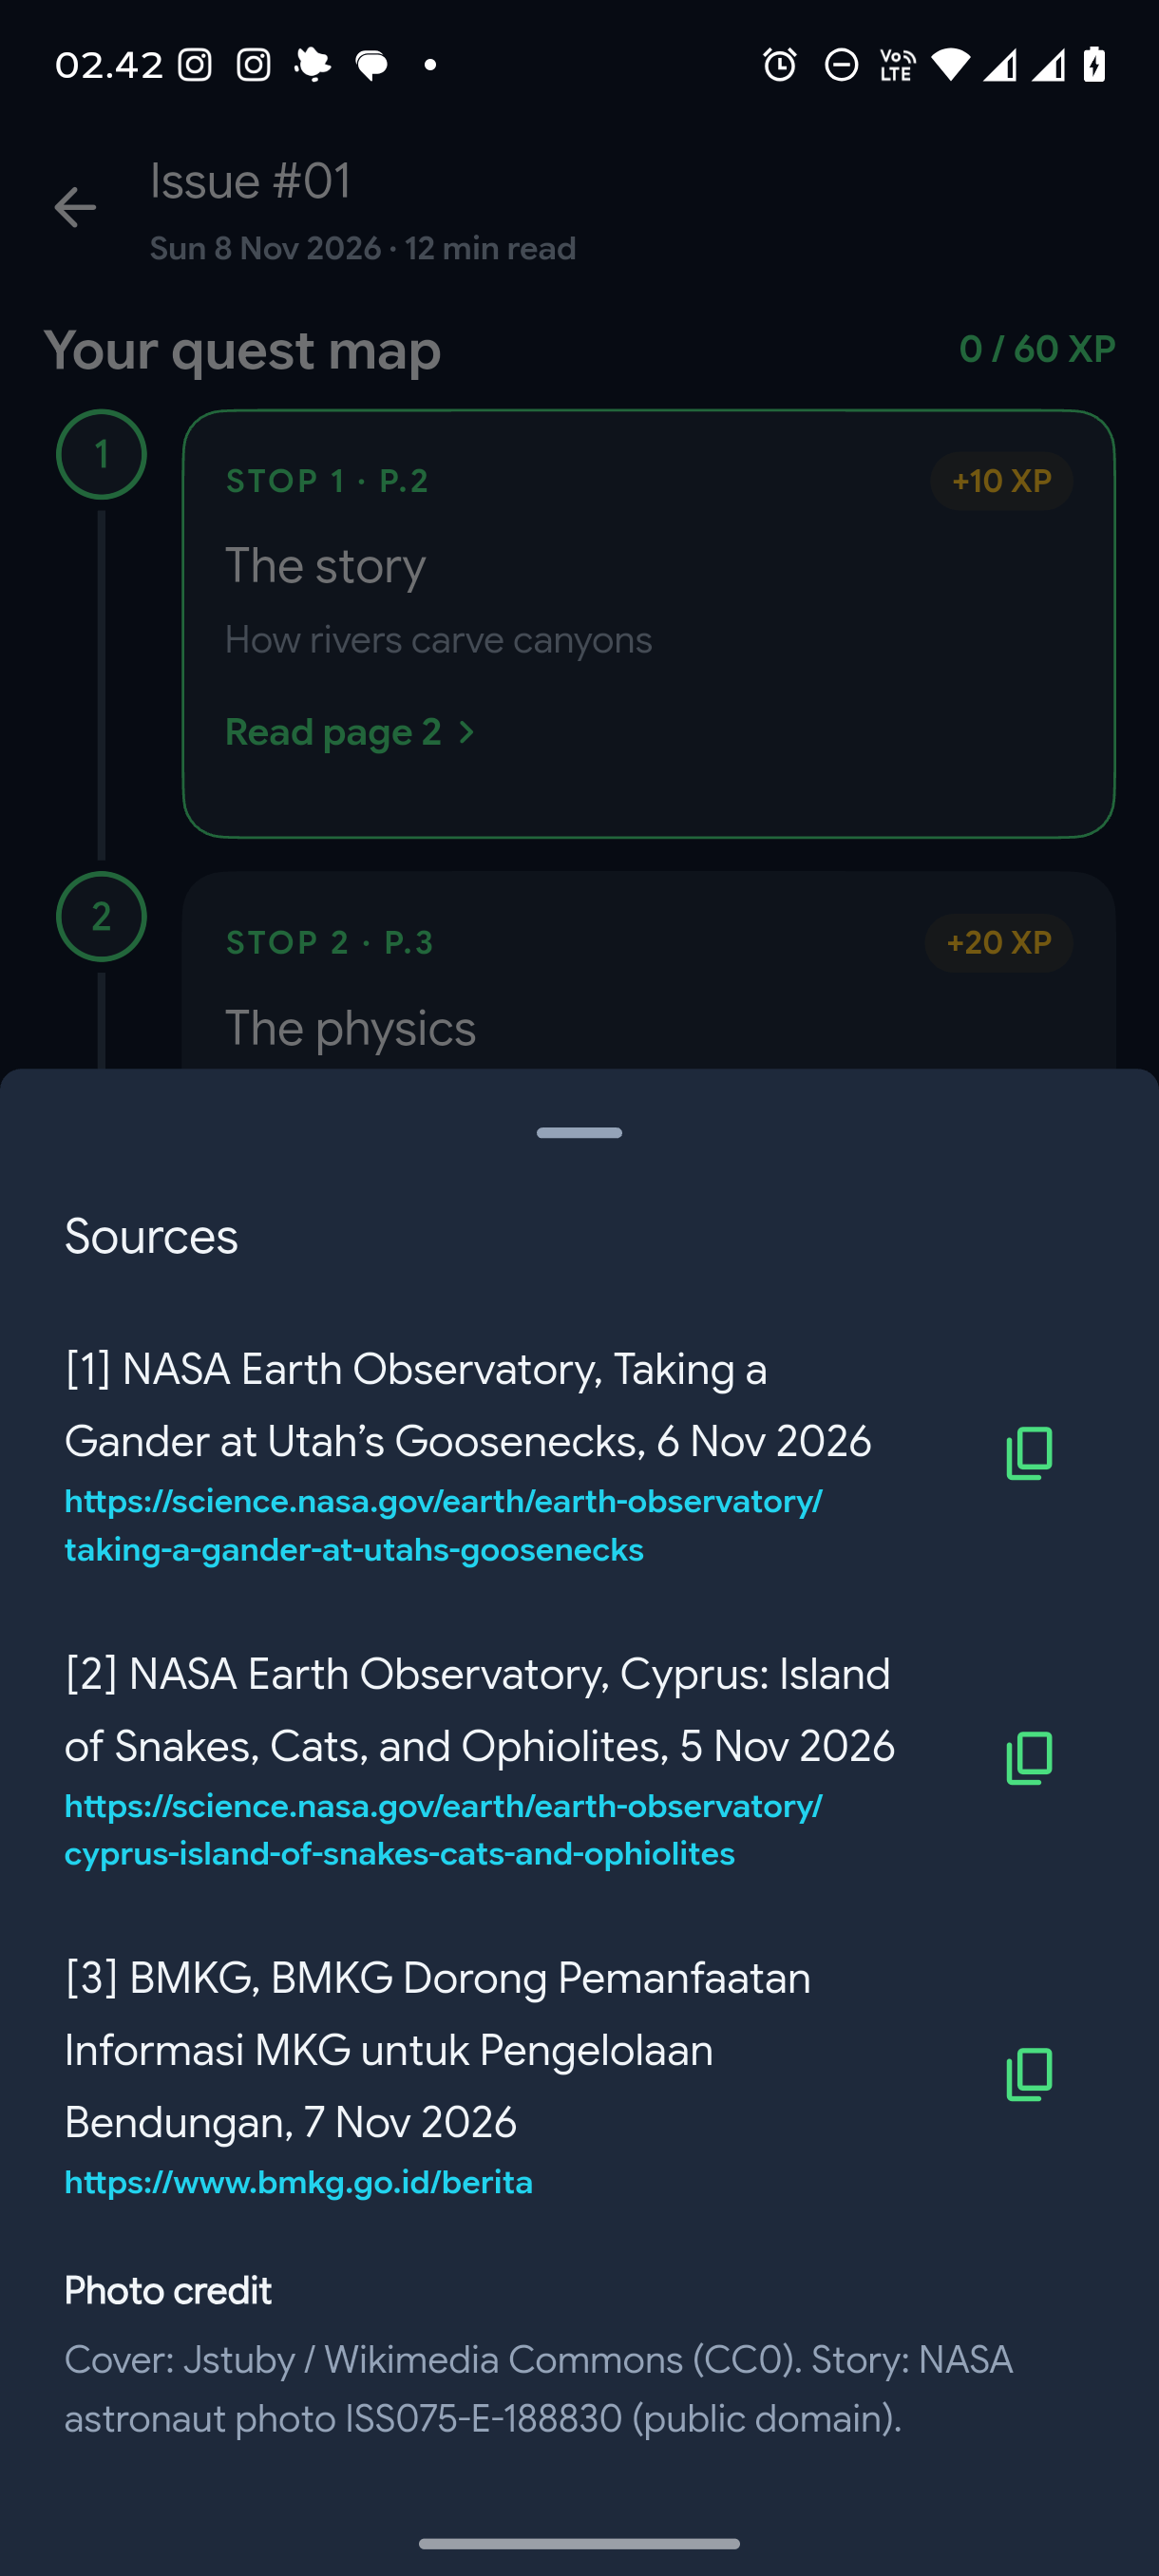 02.42
Vo LTE
Issue #01
Sun 8 Nov 2026 · 12 min read
Your quest map
0 / 60 XP
1
STOP 1 · P.2
+10 XP
The story
How rivers carve canyons
Read page 2
2
STOP 2 · P.3
+20 XP
The physics
Sources
[1] NASA Earth Observatory, Taking a
Gander at Utah’s Goosenecks, 6 Nov 2026
https://science.nasa.gov/earth/earth-observatory/
taking-a-gander-at-utahs-goosenecks
[2] NASA Earth Observatory, Cyprus: Island
of Snakes, Cats, and Ophiolites, 5 Nov 2026
https://science.nasa.gov/earth/earth-observatory/
cyprus-island-of-snakes-cats-and-ophiolites
[3] BMKG, BMKG Dorong Pemanfaatan
Informasi MKG untuk Pengelolaan
Bendungan, 7 Nov 2026
https://www.bmkg.go.id/berita
Photo credit
Cover: Jstuby / Wikimedia Commons (CC0). Story: NASA
astronaut photo ISS075-E-188830 (public domain).